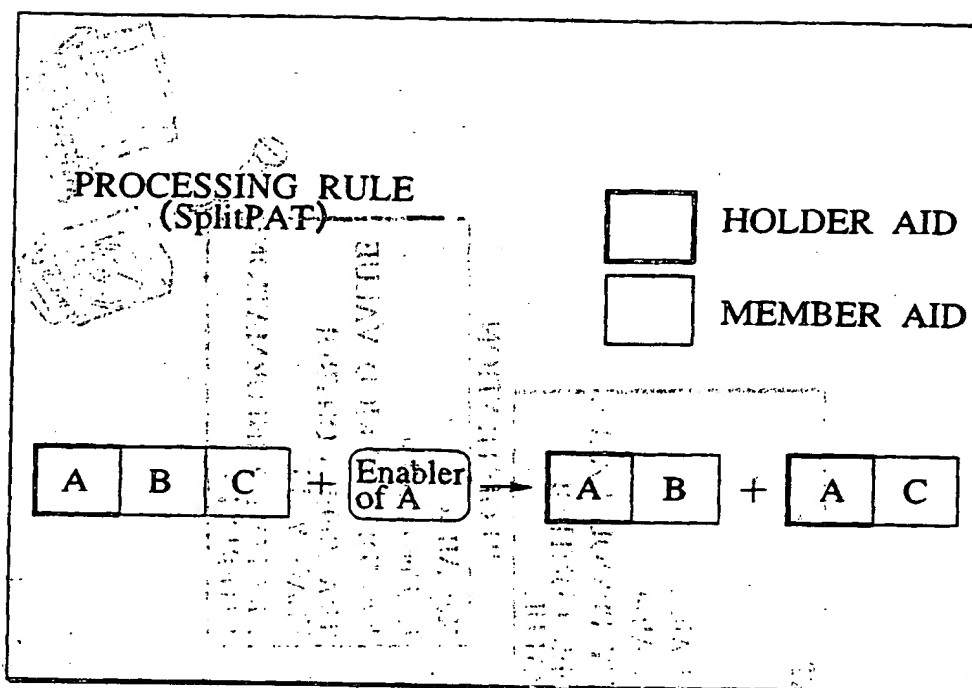 PROCESSING RULE
(SplitPAT)
HOLDER AID
MEMBER AID
A B C + Enabler of A → A B + A C